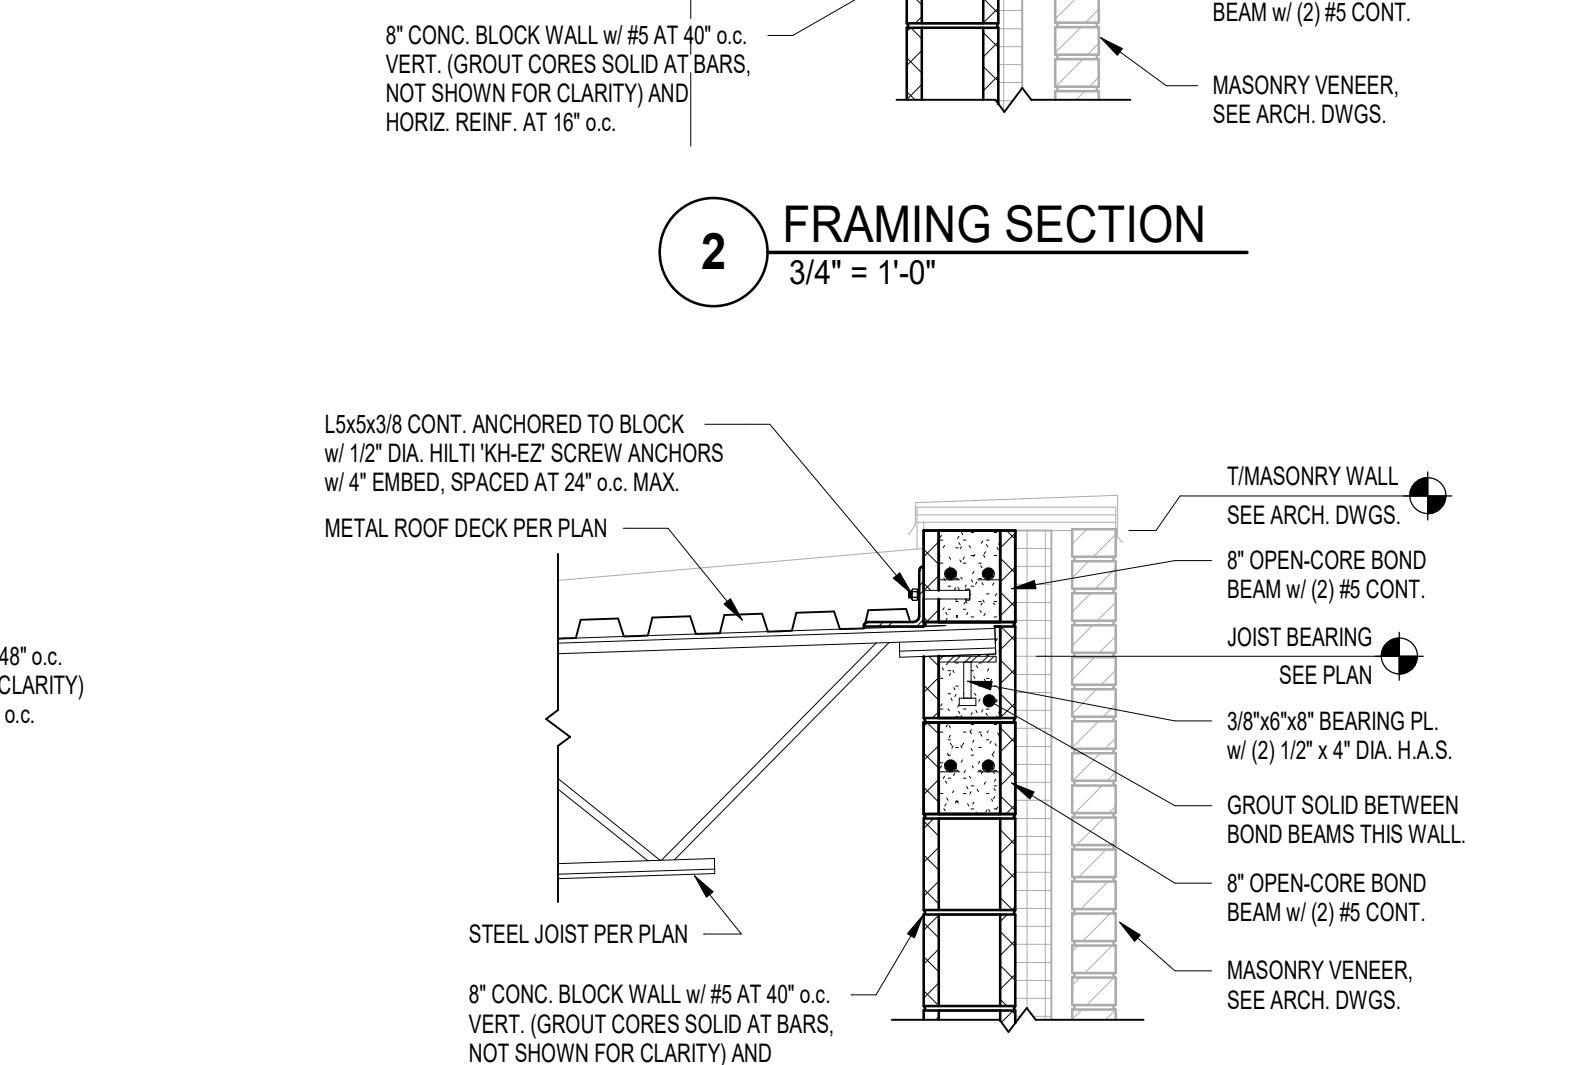 8" CONC. BLOCK WALL w/ #5 AT 40" o.c.
VERT. (GROUT CORES SOLID AT BARS,
NOT SHOWN FOR CLARITY) AND
HORIZ. REINF. AT 16" o.c.
BEAM w/ (2) #5 CONT.
MASONRY VENEER,
SEE ARCH. DWGS.
2
FRAMING SECTION
3/4" = 1'-0"
48" o.c.
CLARITY)
o.c.
L5x5x3/8 CONT. ANCHORED TO BLOCK
w/ 1/2" DIA. HILTI 'KH-EZ' SCREW ANCHORS
w/ 4" EMBED, SPACED AT 24" o.c. MAX.
METAL ROOF DECK PER PLAN
STEEL JOIST PER PLAN
8" CONC. BLOCK WALL w/ #5 AT 40" o.c.
VERT. (GROUT CORES SOLID AT BARS,
NOT SHOWN FOR CLARITY) AND
T/MASONRY WALL
SEE ARCH. DWGS.
8" OPEN-CORE BOND
BEAM w/ (2) #5 CONT.
JOIST BEARING
SEE PLAN
3/8"x6"x8" BEARING PL.
w/ (2) 1/2" x 4" DIA. H.A.S.
GROUT SOLID BETWEEN
BOND BEAMS THIS WALL.
8" OPEN-CORE BOND
BEAM w/ (2) #5 CONT.
MASONRY VENEER,
SEE ARCH. DWGS.